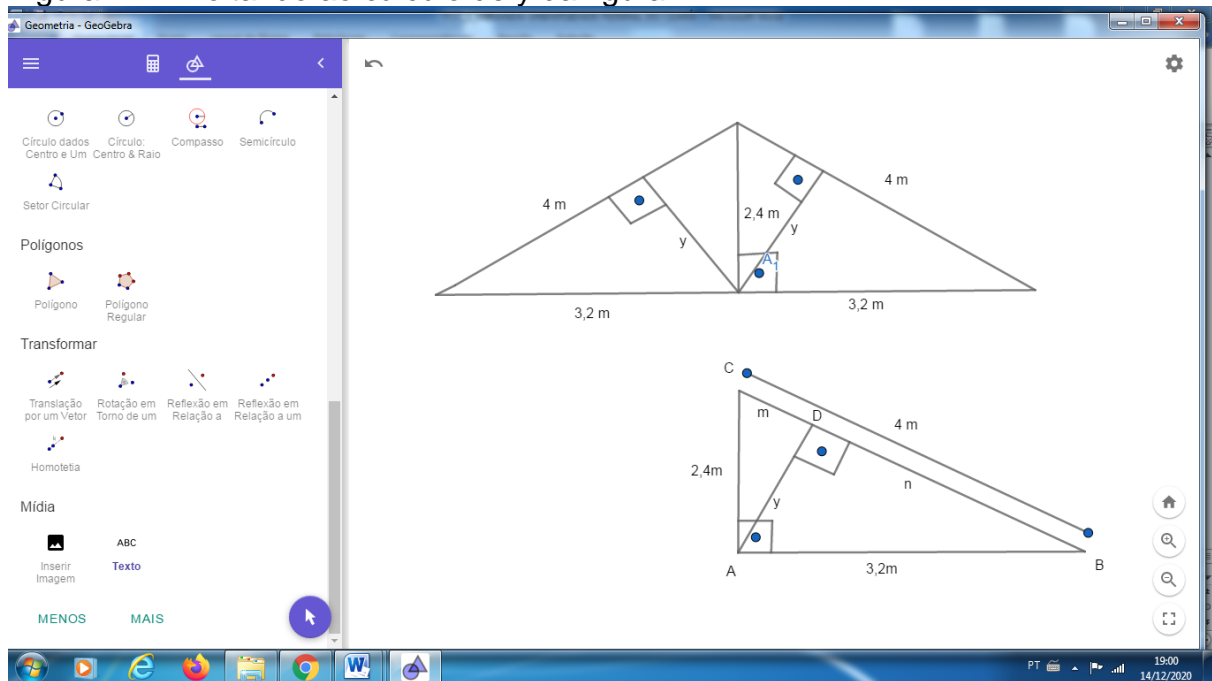 Geometria - GeoGebra
Círculo dados
Centro e Um
Círculo:
Centro & Raio
Compasso
Semicírculo
Setor Circular
Polígonos
Polígono
Polígono
Regular
Transformar
Translação
por um Vetor
Rotação em
Torno de um
Reflexão em
Relação a
Reflexão em
Relação a um
Homotetia
Mídia
Inserir
Imagem
ABC
Texto
MENOS
MAIS
4 m
4 m
2,4 m
y
y
A1
3,2 m
3,2 m
C
m
D
4 m
2,4m
n
y
A
3,2m
B
PT
19:00
14/12/2020